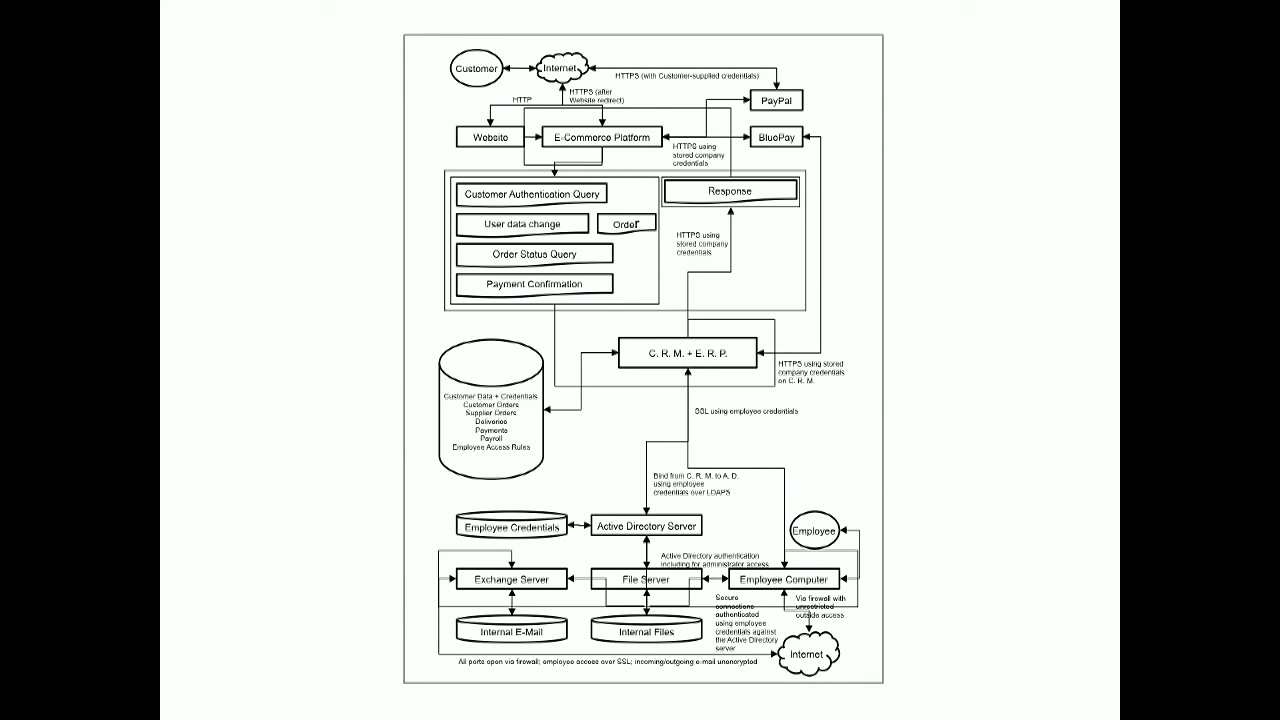 Customer
Internet
HTTPS (with Customer-supplied credentials)
PayPal
HTTP
HTTPS (after
Website redirect)
Website
E-Commerce Platform
BluePay
HTTPS using
stored company
credentials
Customer Authentication Query
Response
User data change
Order
Order Status Query
HTTPS using
stored company
credentials
Payment Confirmation
C. R. M. + E. R. P.
HTTPS using stored
company credentials
on C. R. M.
Customer Data + Credentials
Customer Orders
Supplier Orders
Deliveries
Payments
Payroll
Employee Access Rules
SSL using employee credentials
Bind from C. R. M. to A. D.
using employee
credentials over LDAPS
Employee Credentials
Active Directory Server
Employee
Active Directory authentication
including for administrator access
Exchange Server
File Server
Employee Computer
Secure
connections
authenticated
using employee
credentials against
the Active Directory
server
Via firewall with
unrestricted
outside access
Internal E-Mail
Internal Files
Internet
All ports open via firewall; employee access over SSL; incoming/outgoing e-mail unencrypted